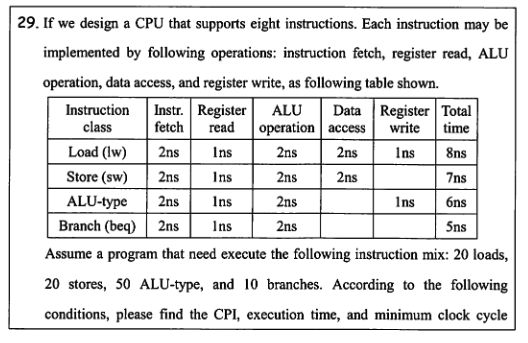 29. If we design a CPU that supports eight instructions. Each instruction may be
implemented by following operations: instruction fetch, register read, ALU
operation, data access, and register write, as following table shown.
Instruction class Instr. fetch Register read ALU operation Data access Register write Total time
Load (lw) 2ns 1ns 2ns 2ns 1ns 8ns
Store (sw) 2ns 1ns 2ns 2ns 7ns
ALU-type 2ns 1ns 2ns 1ns 6ns
Branch (beq) 2ns 1ns 2ns 5ns
Assume a program that need execute the following instruction mix: 20 loads,
20 stores, 50 ALU-type, and 10 branches. According to the following
conditions, please find the CPI, execution time, and minimum clock cycle